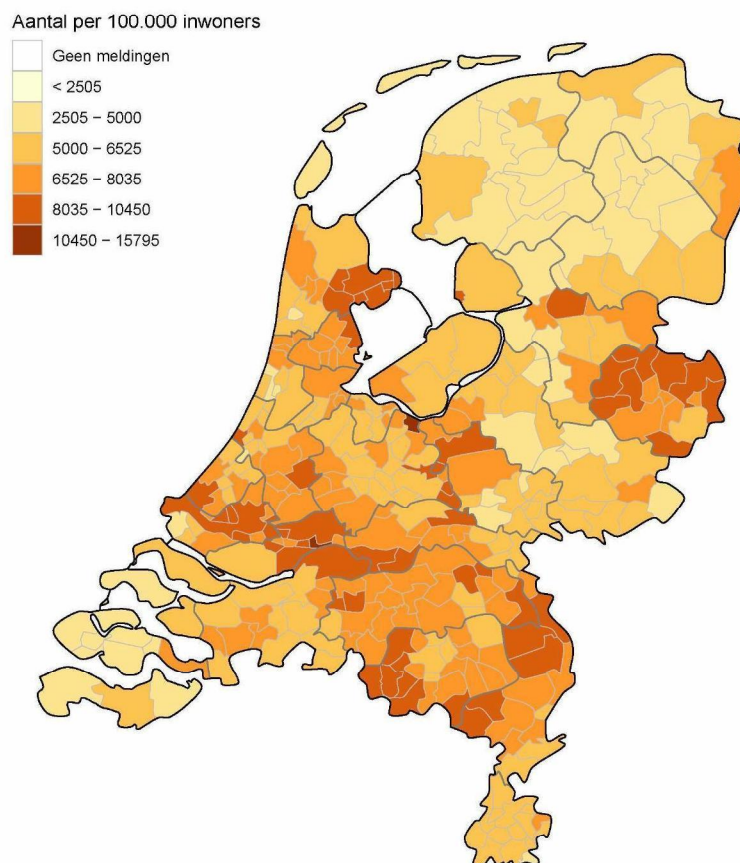 Aantal per 100.000 inwoners
Geen meldingen
< 2505
2505 – 5000
5000 – 6525
6525 – 8035
8035 – 10450
10450 – 15795